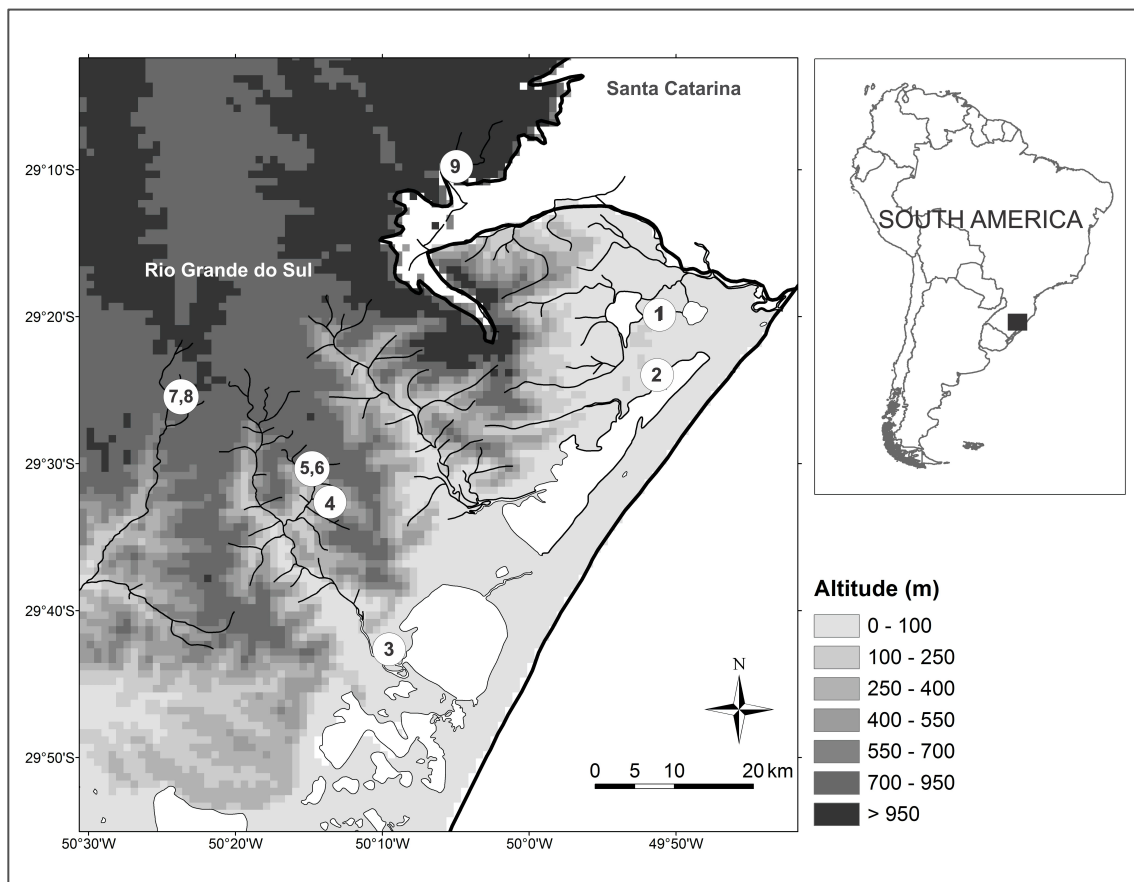 Santa Catarina
Rio Grande do Sul
29°10'S
29°20'S
29°30'S
29°40'S
29°50'S
50°30'W
50°20'W
50°10'W
50°0'W
49°50'W
9
1
2
7,8
5,6
4
3
N
0 5 10 20 km
SOUTH AMERICA
Altitude (m)
0 - 100
100 - 250
250 - 400
400 - 550
550 - 700
700 - 950
> 950